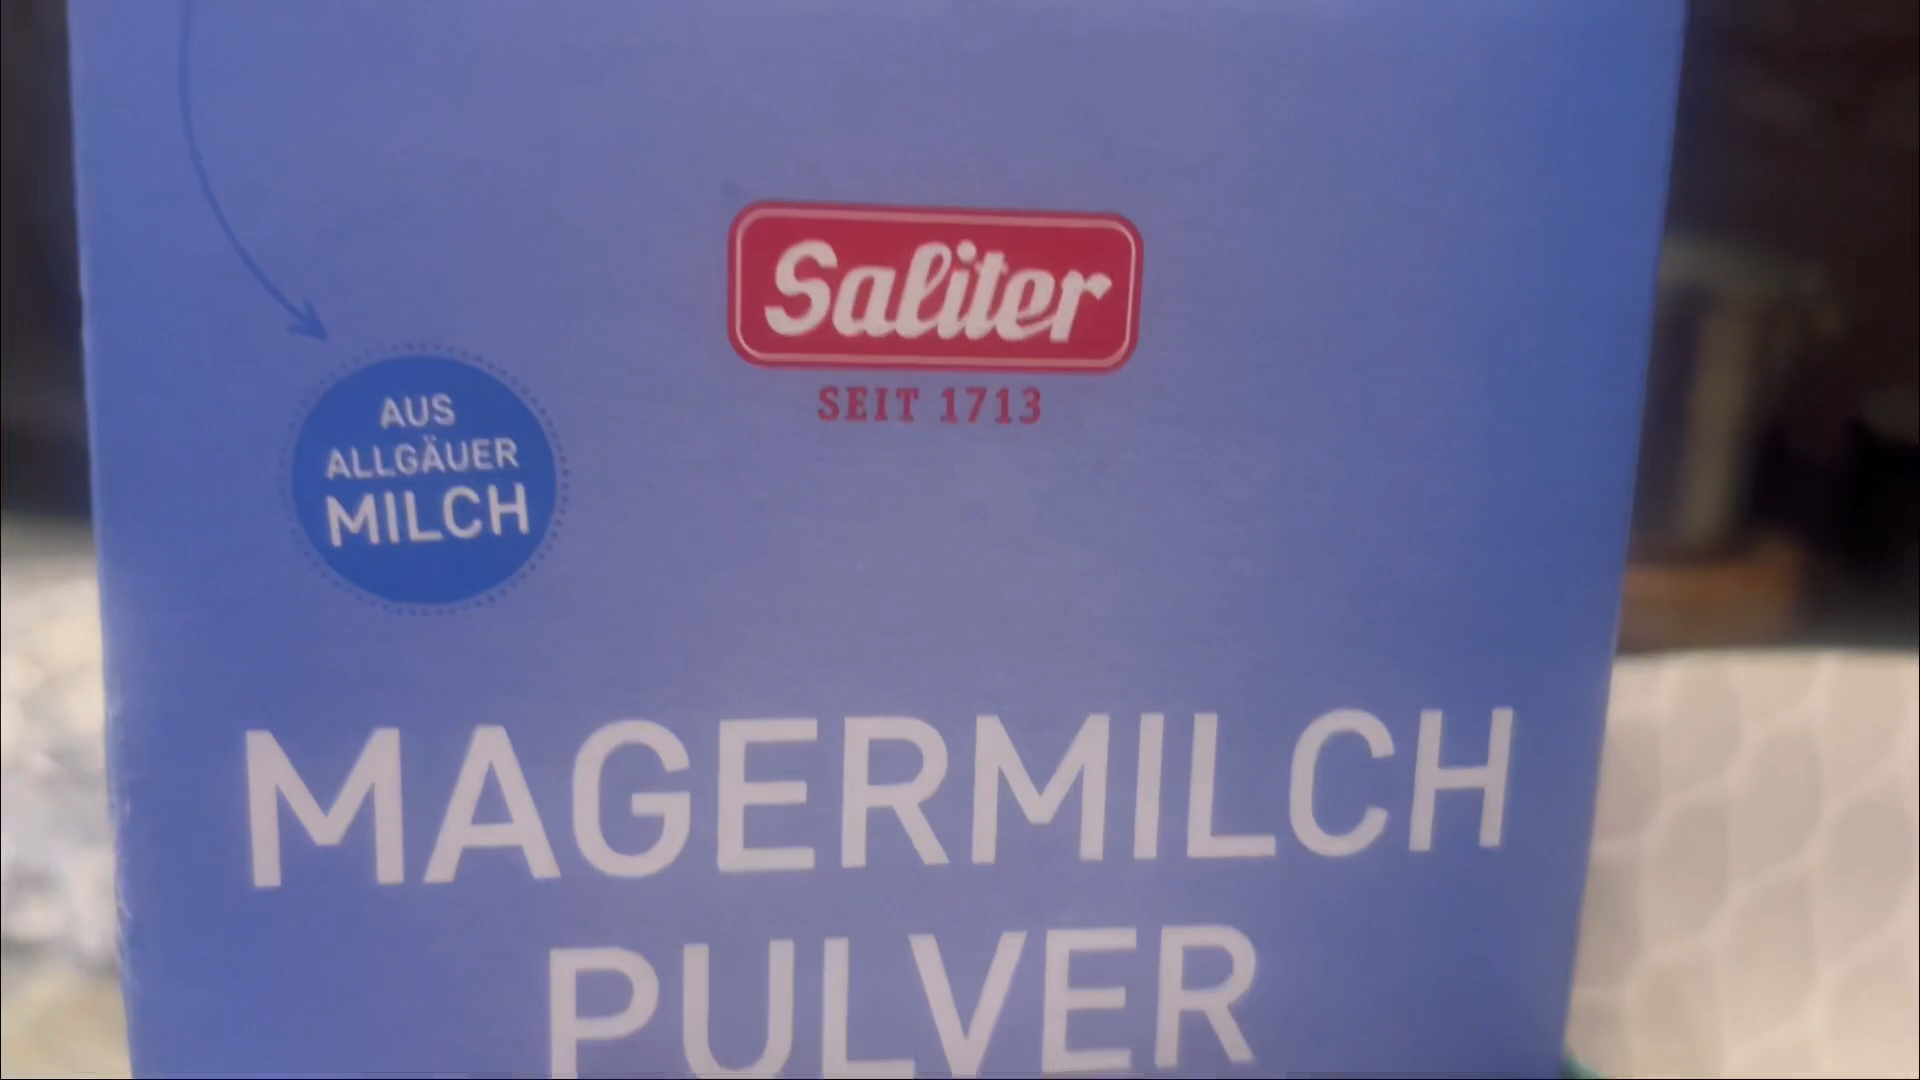 Saliter
SEIT 1713
AUS
ALLGÄUER
MILCH
MAGERMILCH
PULVER